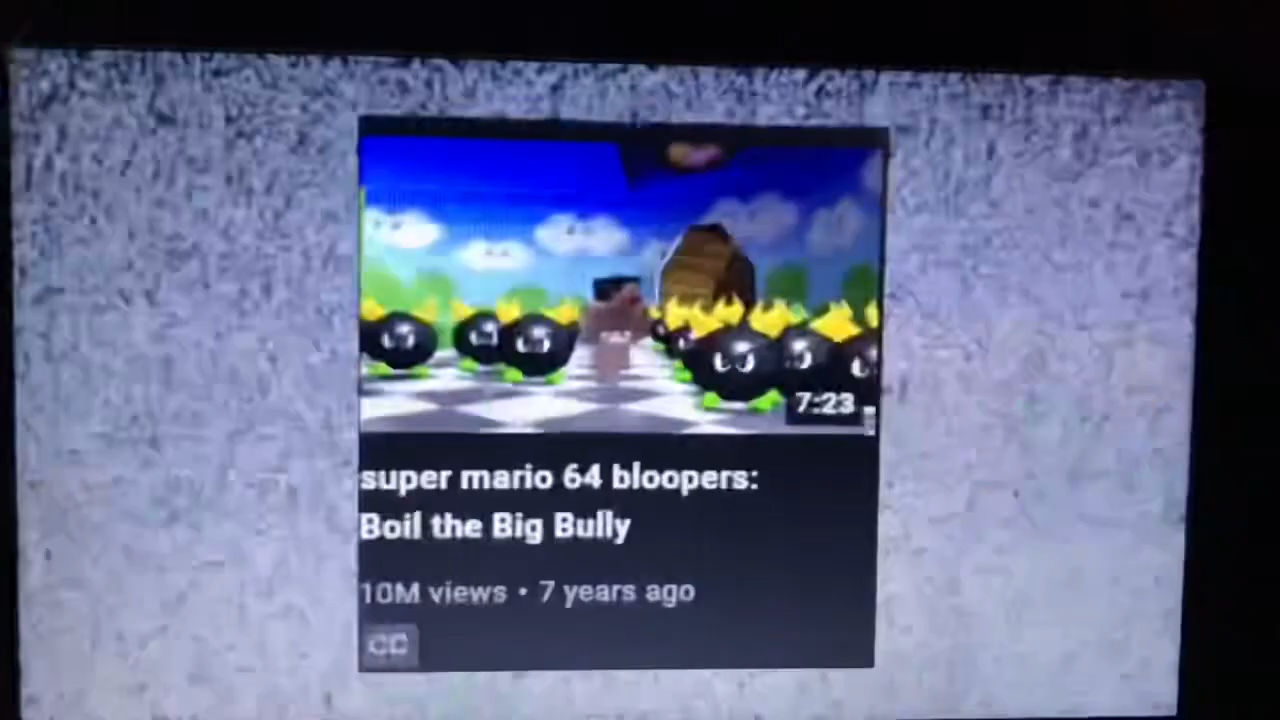 7:23
super mario 64 bloopers:
Boil the Big Bully
10M views • 7 years ago
CC